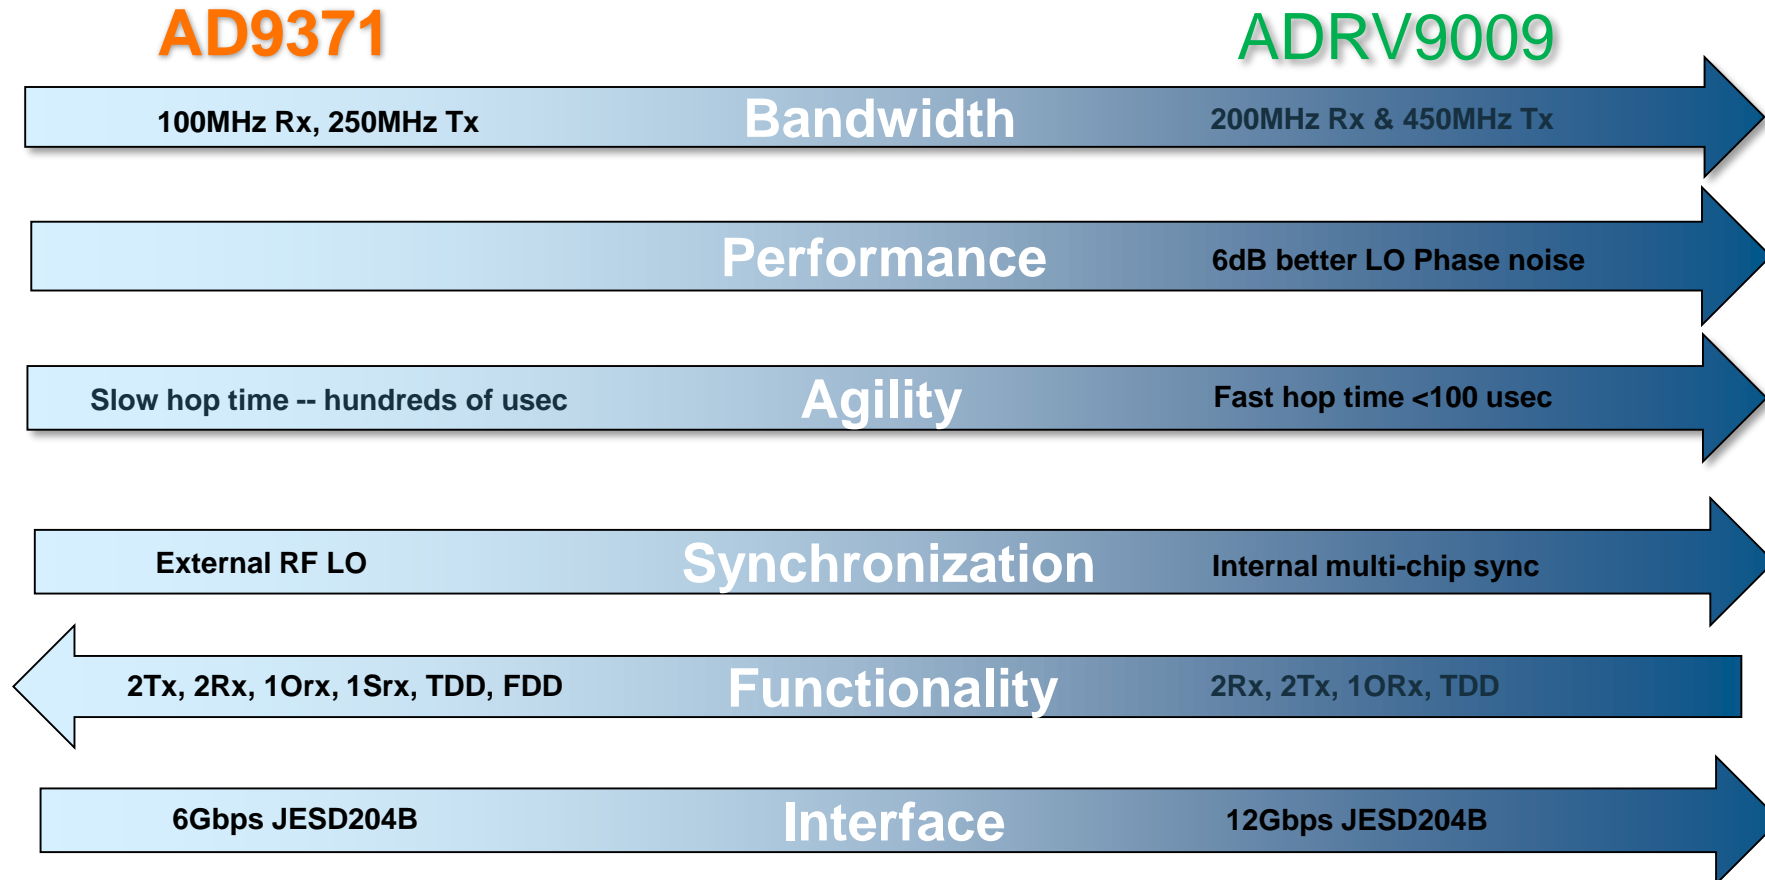 AD9371
ADRV9009
100MHz Rx, 250MHz Tx
Bandwidth
200MHz Rx & 450MHz Tx
Performance
6dB better LO Phase noise
Slow hop time -- hundreds of usec
Agility
Fast hop time <100 usec
External RF LO
Synchronization
Internal multi-chip sync
2Tx, 2Rx, 1Orx, 1Srx, TDD, FDD
Functionality
2Rx, 2Tx, 1ORx, TDD
6Gbps JESD204B
Interface
12Gbps JESD204B